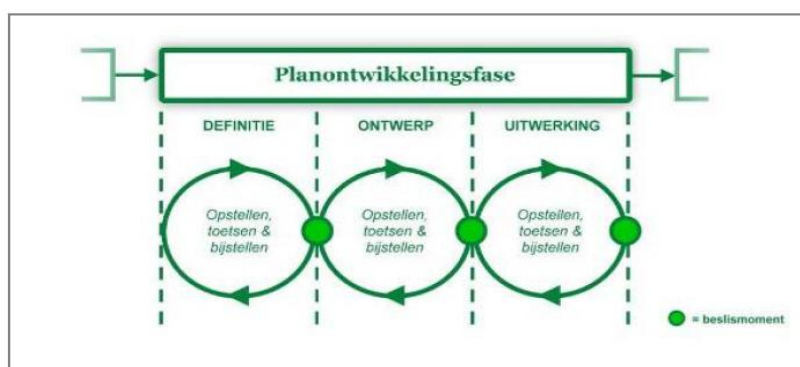 Planontwikkelingsfase
DEFINITIE
ONTWERP
UITWERKING
Opstellen,
toetsen &
bijstellen
Opstellen,
toetsen &
bijstellen
Opstellen,
toetsen &
bijstellen
= beslismoment